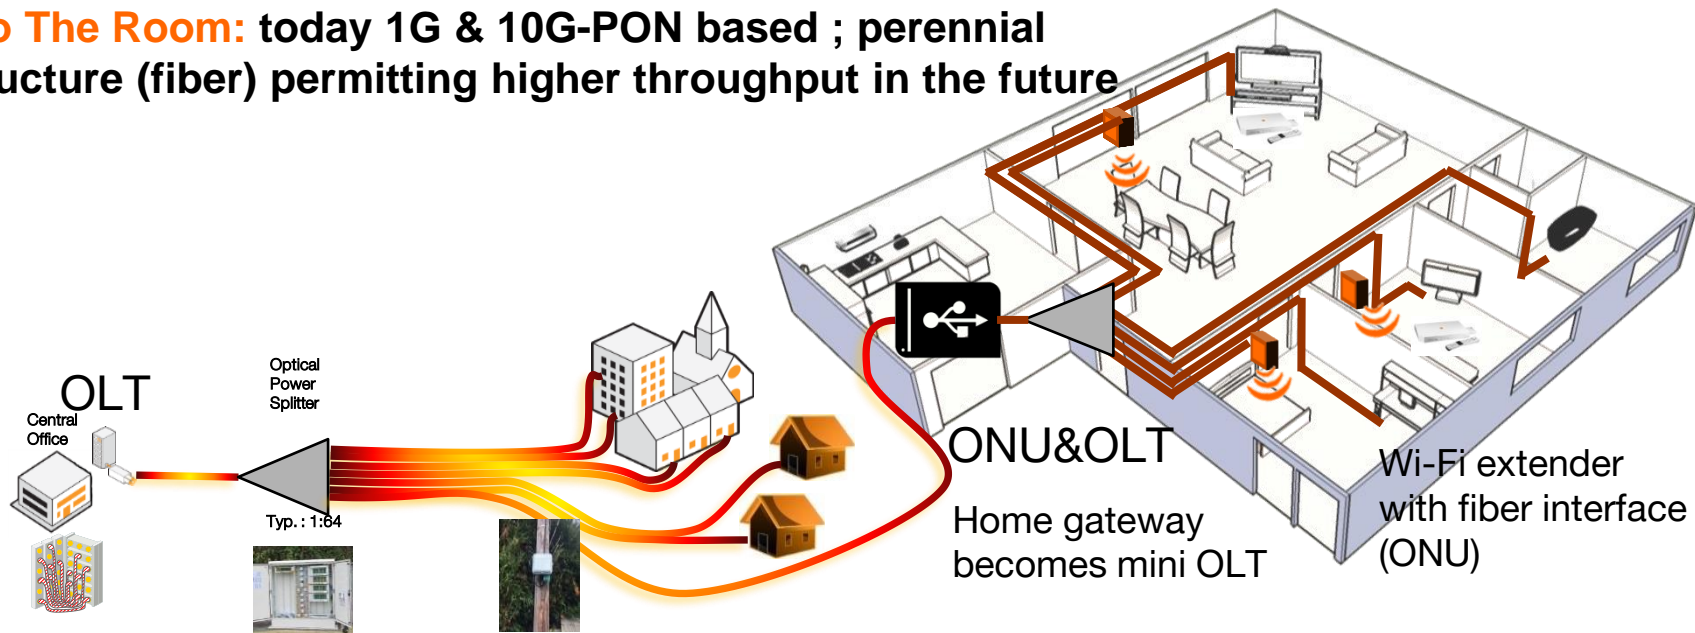 o The Room: today 1G & 10G-PON based ; perennial
ucture (fiber) permitting higher throughput in the future
OLT
Central
Office
Optical
Power
Splitter
Typ. : 1:64
ONU&OLT
Home gateway
becomes mini OLT
Wi-Fi extender
with fiber interface
(ONU)